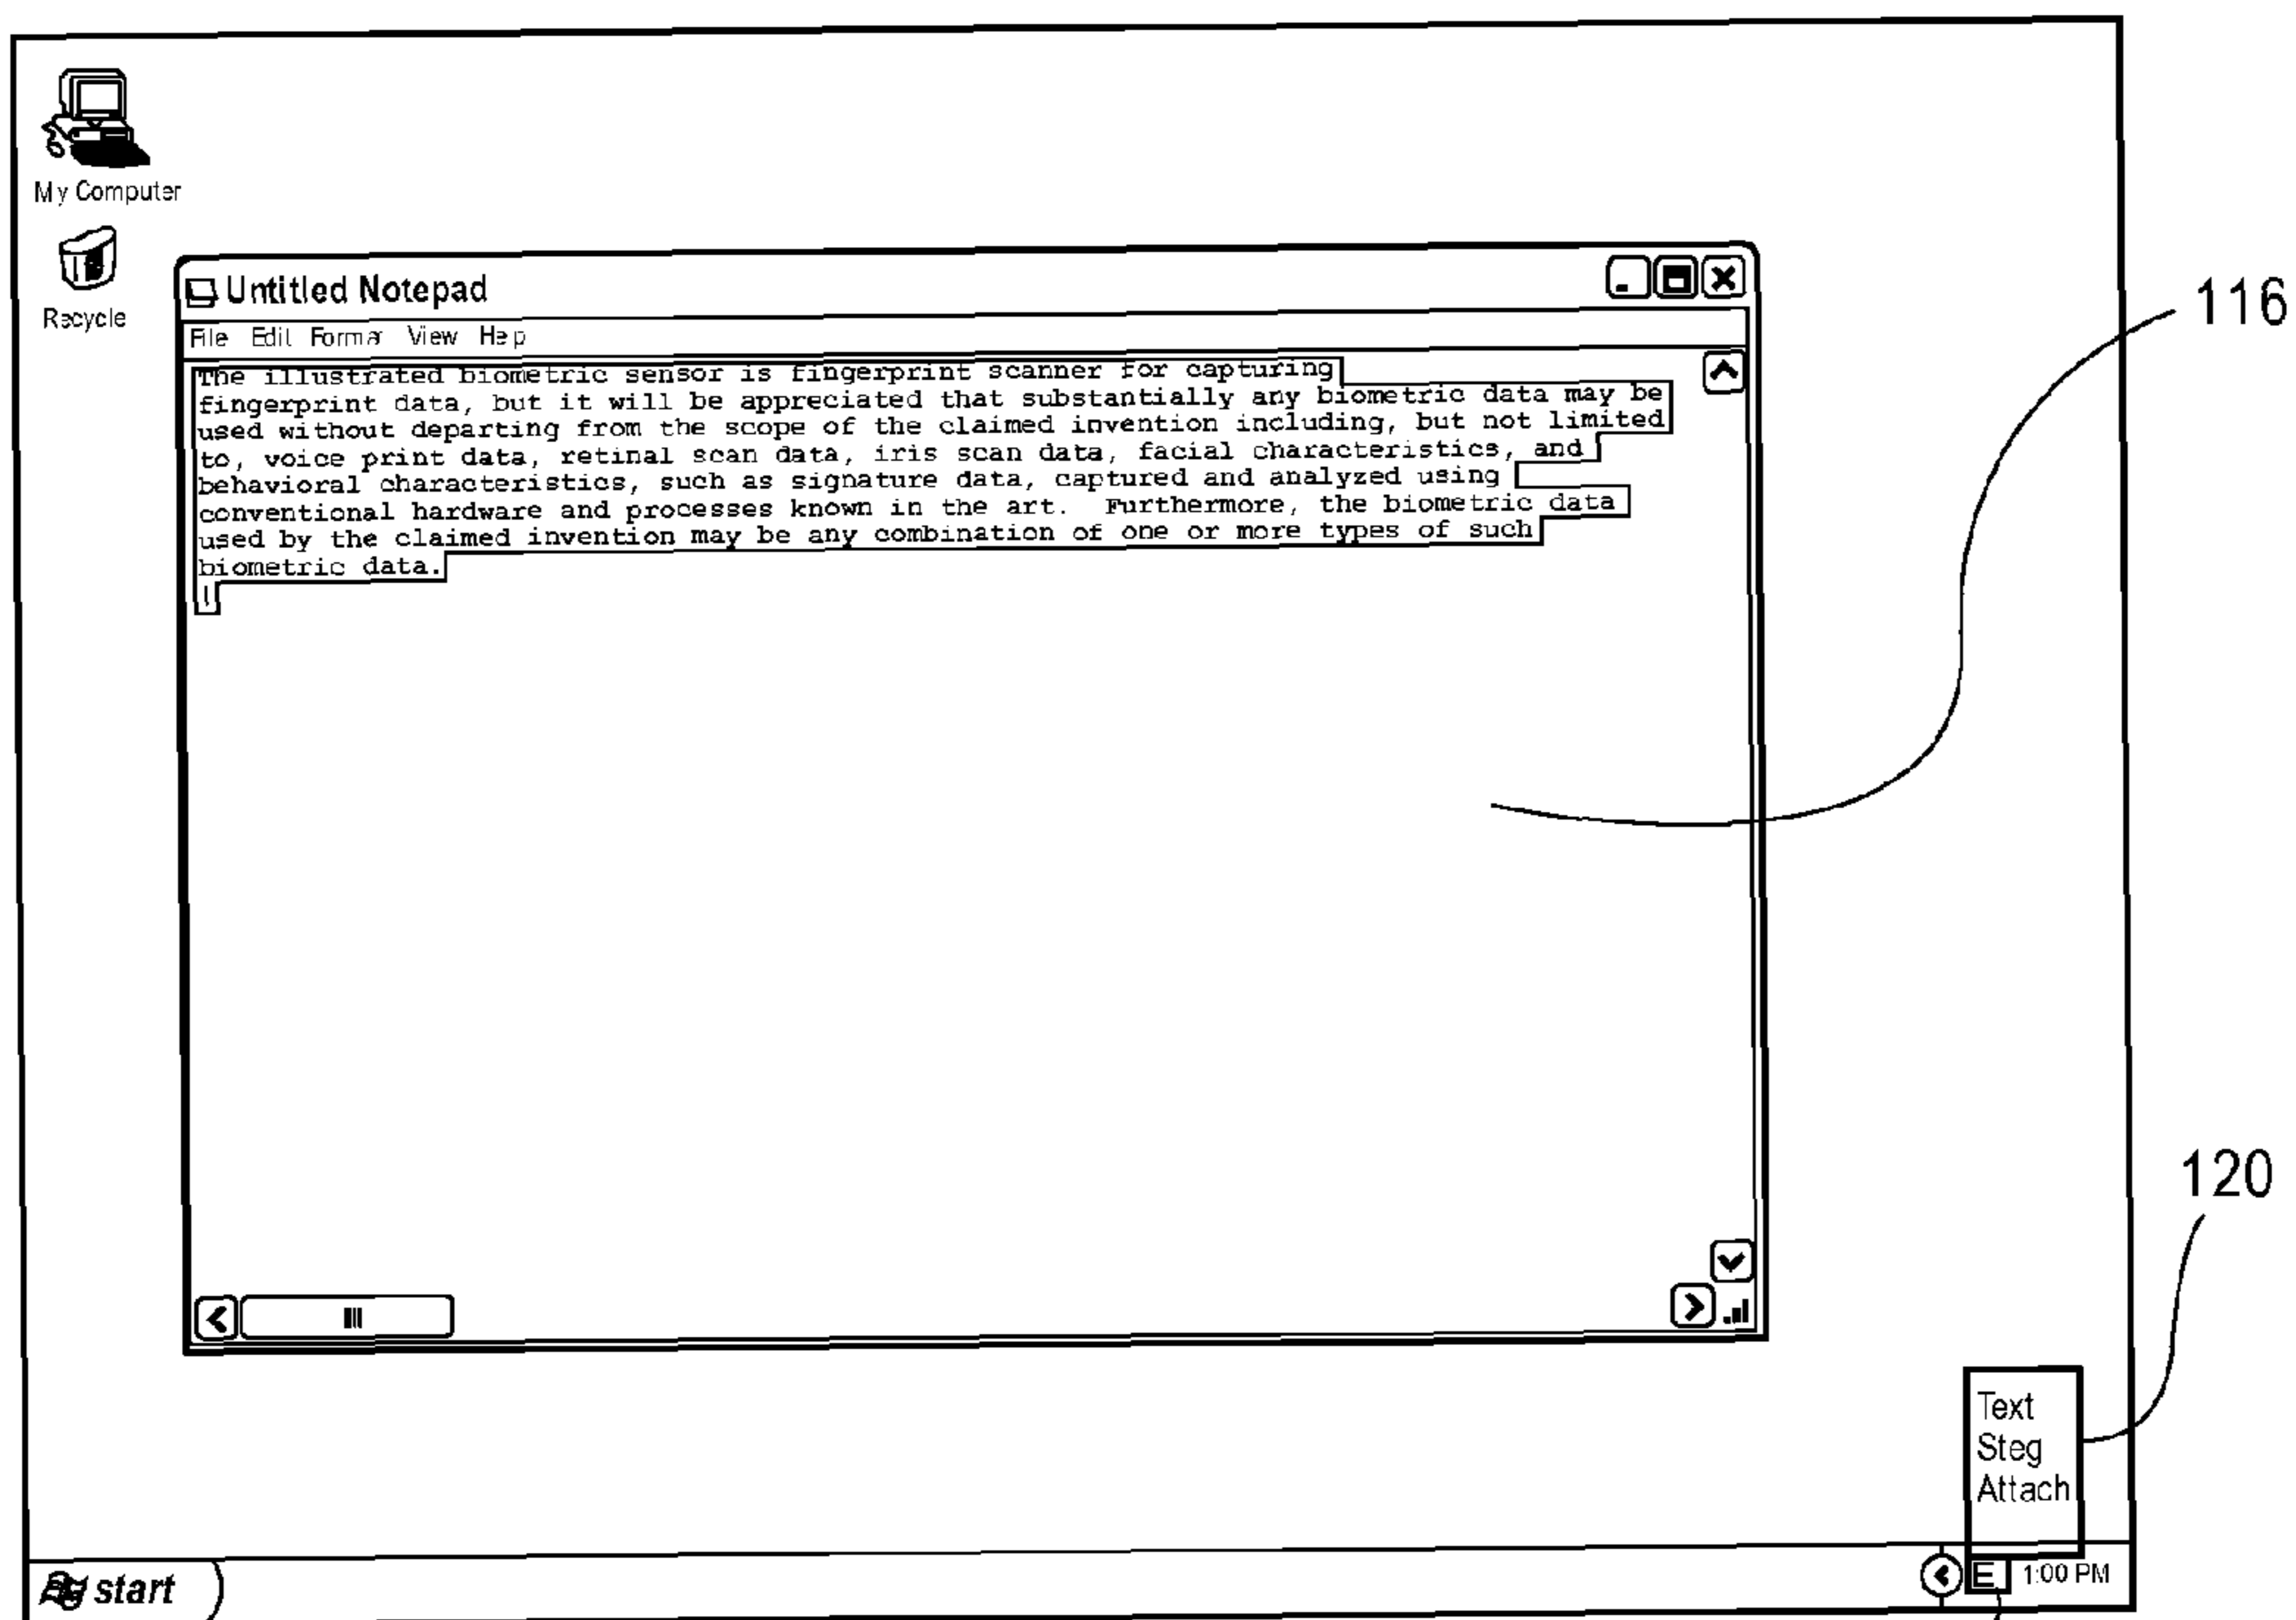 My Computer
Recycle
Untitled Notepad
File Edit Format View Help
The illustrated biometric sensor is fingerprint scanner for capturing
fingerprint data, but it will be appreciated that substantially any biometric data may be
used without departing from the scope of the claimed invention including, but not limited
to, voice print data, retinal scan data, iris scan data, facial characteristics, and
behavioral characteristics, such as signature data, captured and analyzed using
conventional hardware and processes known in the art.  Furthermore, the biometric data
used by the claimed invention may be any combination of one or more types of such
biometric data.
116
120
Text
Steg
Attach
start
E
1:00 PM